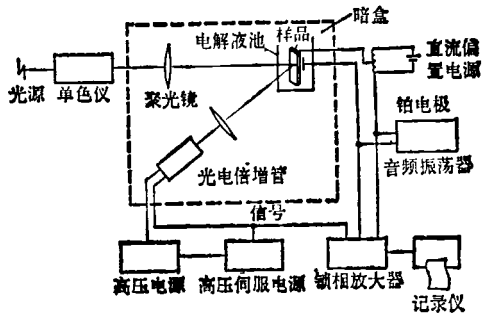 暗盒
电解液池
样品
直流偏
置电源
光源
单色仪
聚光镜
铂电极
音频振荡器
光电倍增管
信号
高压电源
高压伺服电源
锁相放大器
记录仪